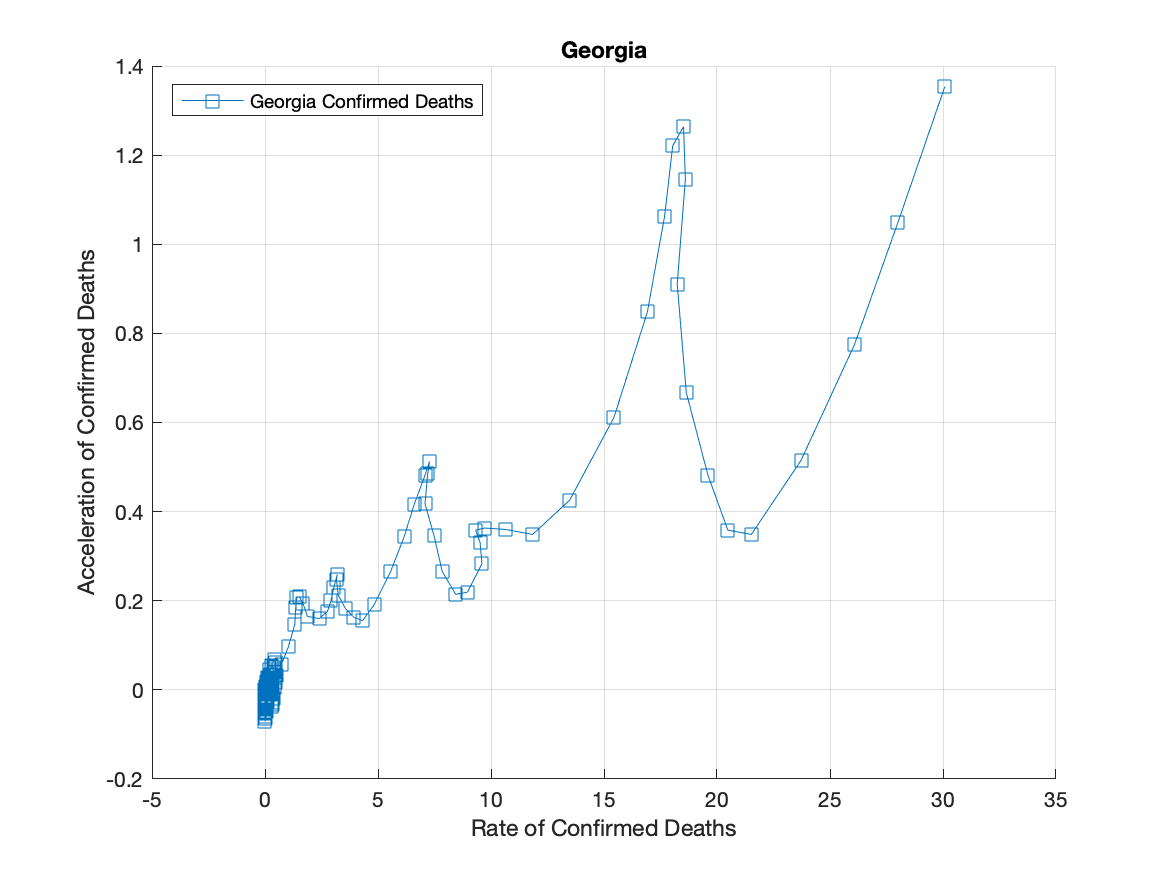 Georgia
Georgia Confirmed Deaths
Acceleration of Confirmed Deaths
1.4
1.2
1
0.8
0.6
0.4
0.2
0
-0.2
-5 0 5 10 15 20 25 30 35
Rate of Confirmed Deaths